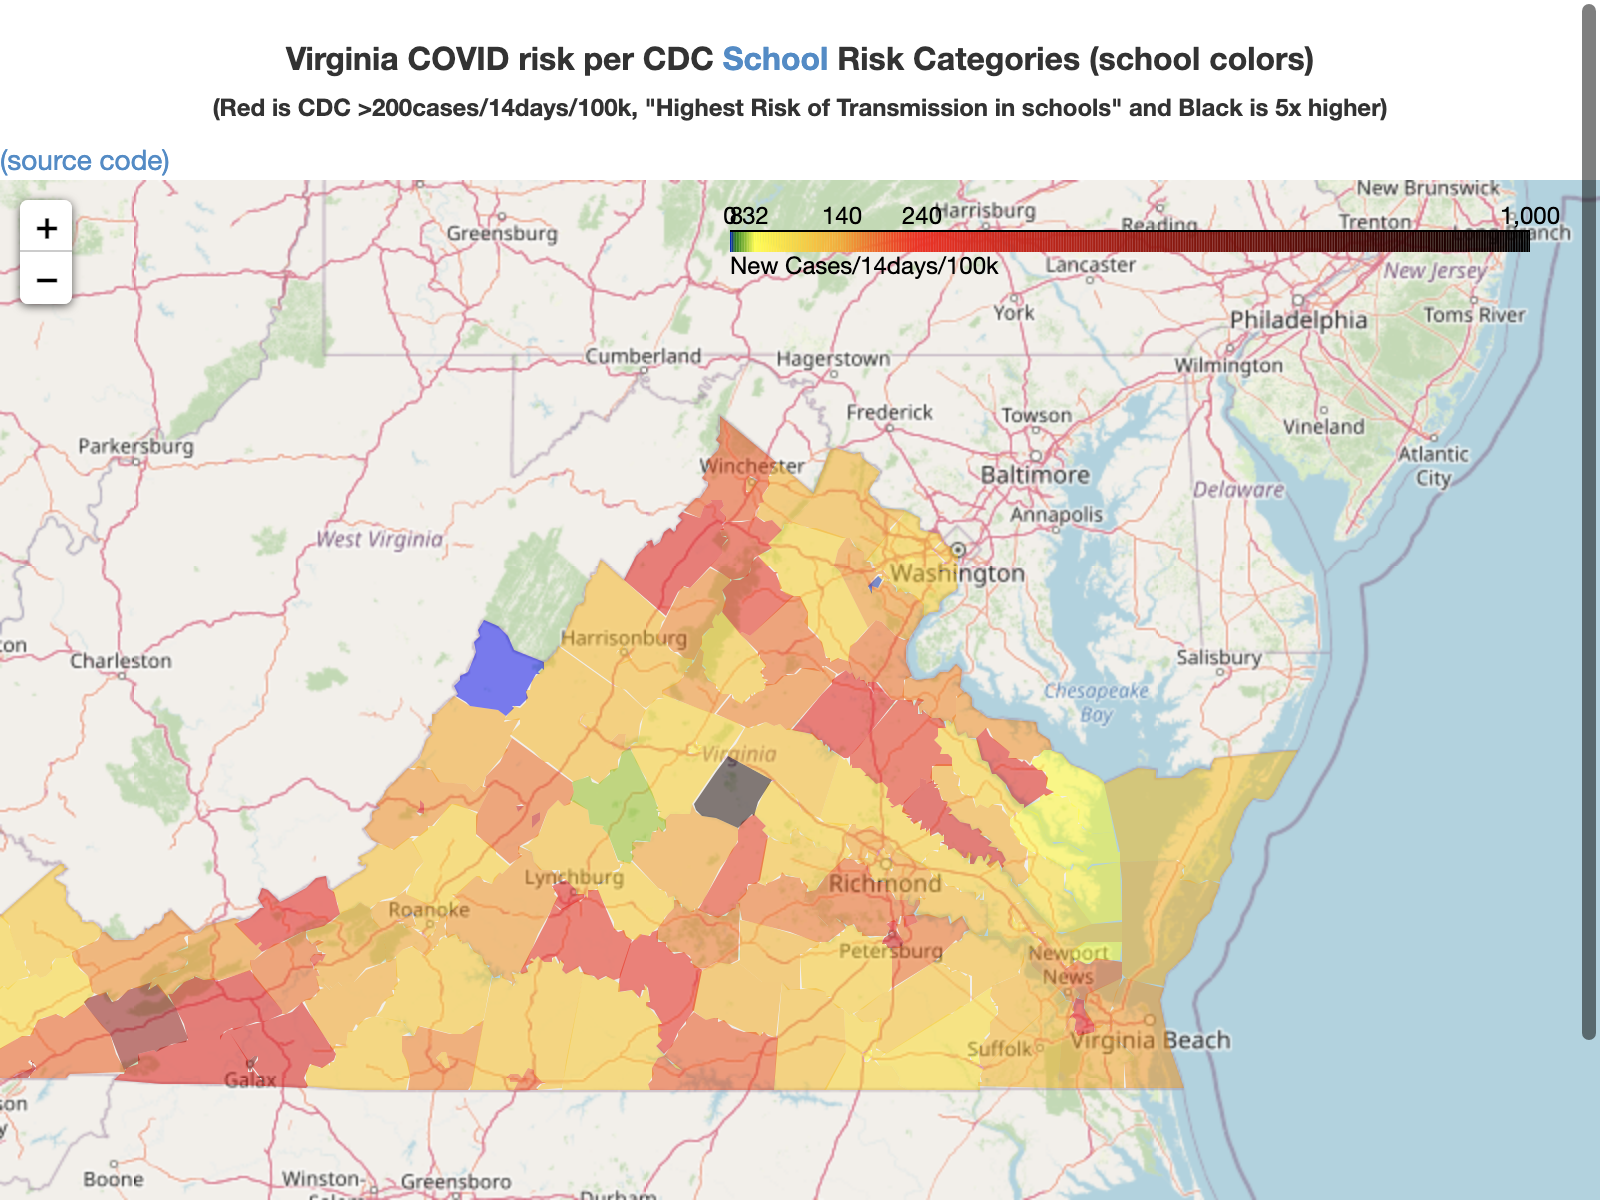 Virginia COVID risk per CDC School Risk Categories (school colors)
(Red is CDC >200cases/14days/100k, "Highest Risk of Transmission in schools" and Black is 5x higher)
(source code)
+
−
0 8 32 140 240 1,000
New Cases/14days/100k
New Brunswick
Harrisburg
Reading
Trenton
Greensburg
Lancaster
New Jersey
York
Philadelphia
Toms River
Cumberland
Hagerstown
Wilmington
Frederick
Towson
Vineland
Parkersburg
Winchester
Baltimore
Atlantic
City
Delaware
Annapolis
West Virginia
Washington
Harrisonburg
Charleston
Salisbury
Chesapeake
Bay
Virginia
Lynchburg
Richmond
Roanoke
Petersburg
Newport
News
Virginia Beach
Suffolk
Galax
Boone
Winston-
Greensboro
Durham